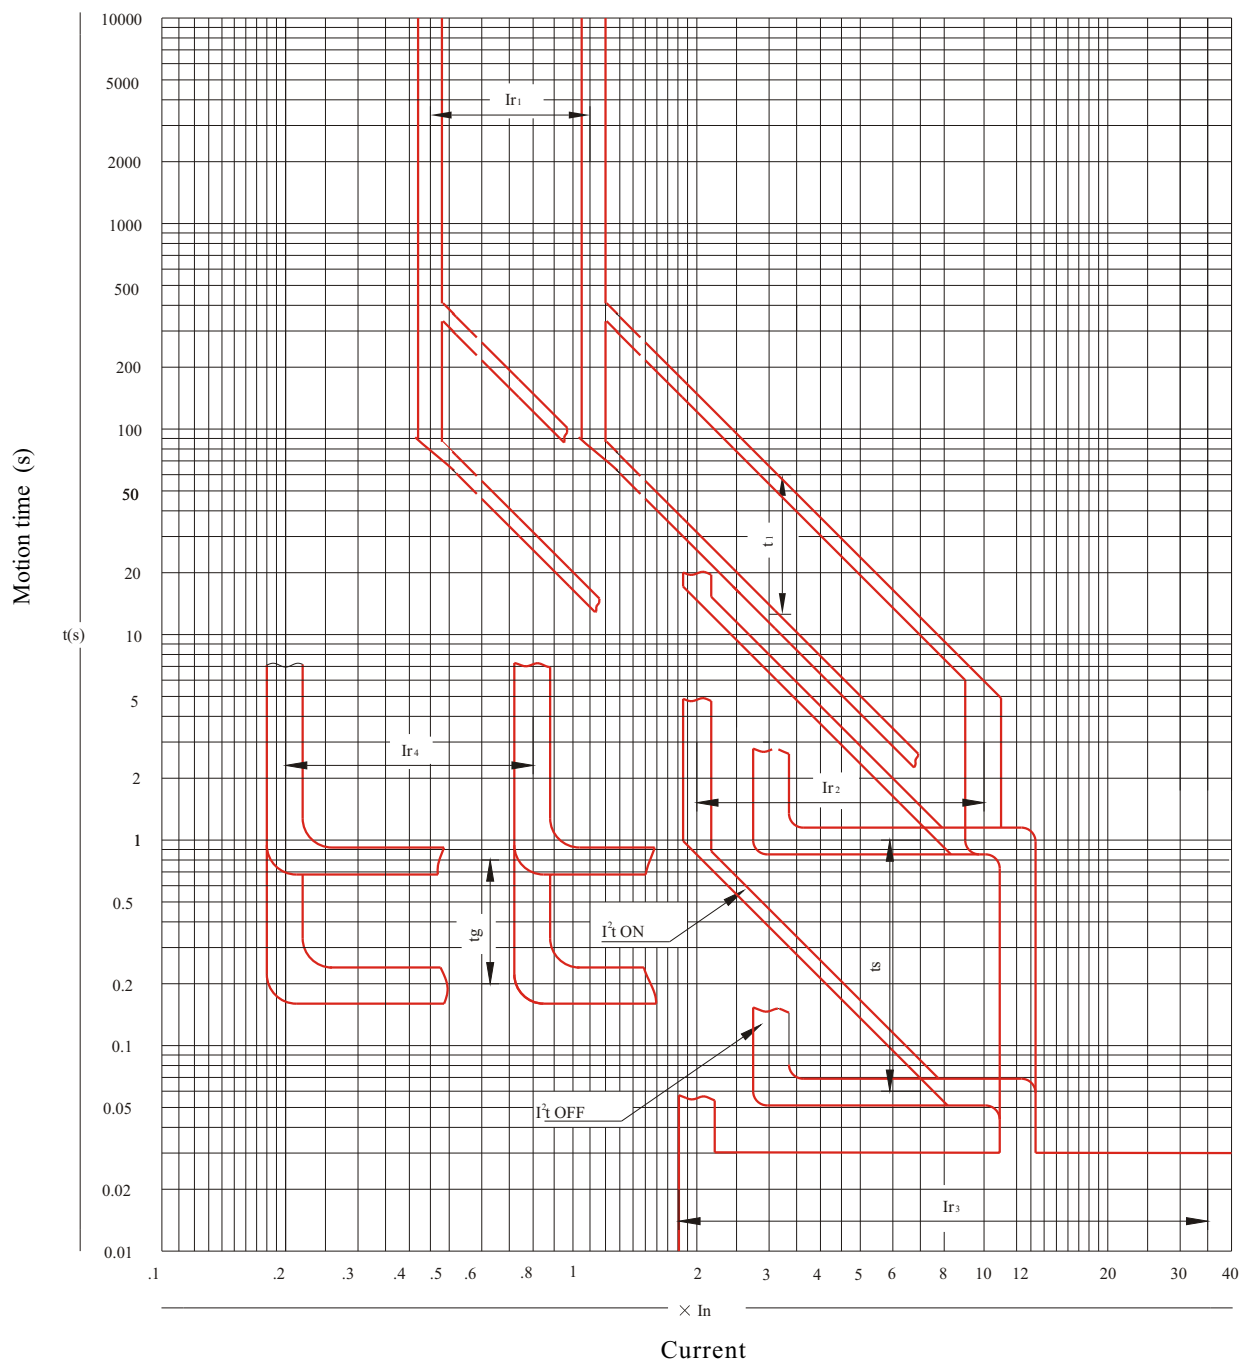 10000
5000
2000
1000
500
200
100
50
20
10
5
2
1
0.5
0.2
0.1
0.05
0.02
0.01
Motion time (s)
t(s)
Ir₁
t1
Ir₄
Ir₂
tg
I²t ON
ts
I²t OFF
Ir₃
.1 .2 .3 .4 .5 .6 .8 1 2 3 4 5 6 8 10 12 20 30 40
× In
Current